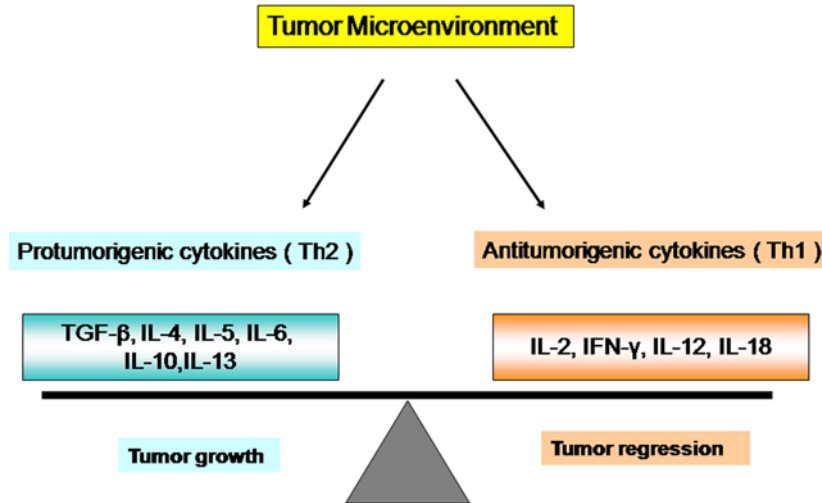 Tumor Microenvironment
Protumorigenic cytokines ( Th2 )
Antitumorigenic cytokines ( Th1 )
TGF-β, IL-4, IL-5, IL-6,
IL-10,IL-13
IL-2, IFN-γ, IL-12, IL-18
Tumor growth
Tumor regression